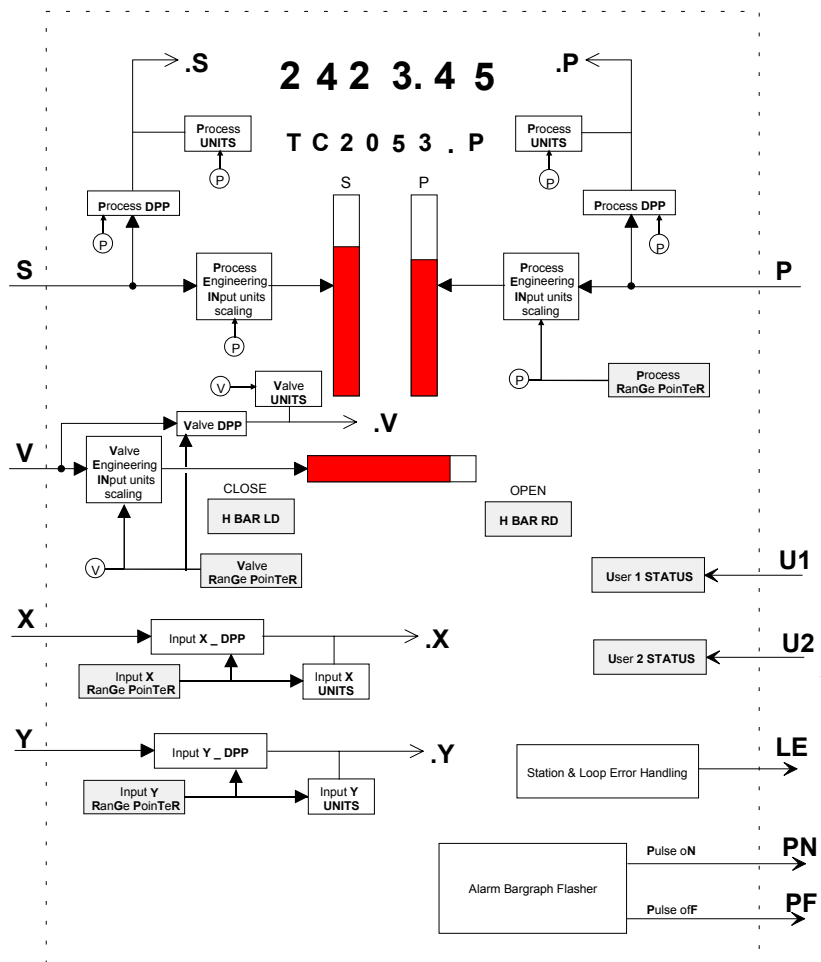 .S
2 4 2 3. 4 5
.P
Process
UNITS
T C 2 0 5 3 . P
Process
UNITS
P
P
S
P
Process DPP
Process DPP
P
P
S
Process
Engineering
INput units
scaling
Process
Engineering
INput units
scaling
P
P
V
Valve
UNITS
P
Process
RanGe PoinTeR
Valve DPP
.V
V
Valve
Engineering
INput units
scaling
CLOSE
H BAR LD
OPEN
H BAR RD
V
Valve
RanGe PoinTeR
User 1 STATUS
U1
X
Input X _ DPP
.X
Input X
RanGe PoinTeR
Input X
UNITS
User 2 STATUS
U2
Y
Input Y _ DPP
.Y
Input Y
RanGe PoinTeR
Input Y
UNITS
Station & Loop Error Handling
LE
Alarm Bargraph Flasher
Pulse oN
PN
Pulse ofF
PF